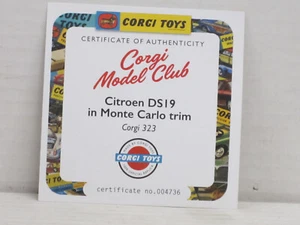 CORGI TOYS
CERTIFICATE OF AUTHENTICITY
Corgi
Model Club
Citroen DS19
in Monte Carlo trim
Corgi 323
CORGI TOYS
certificate no.004736